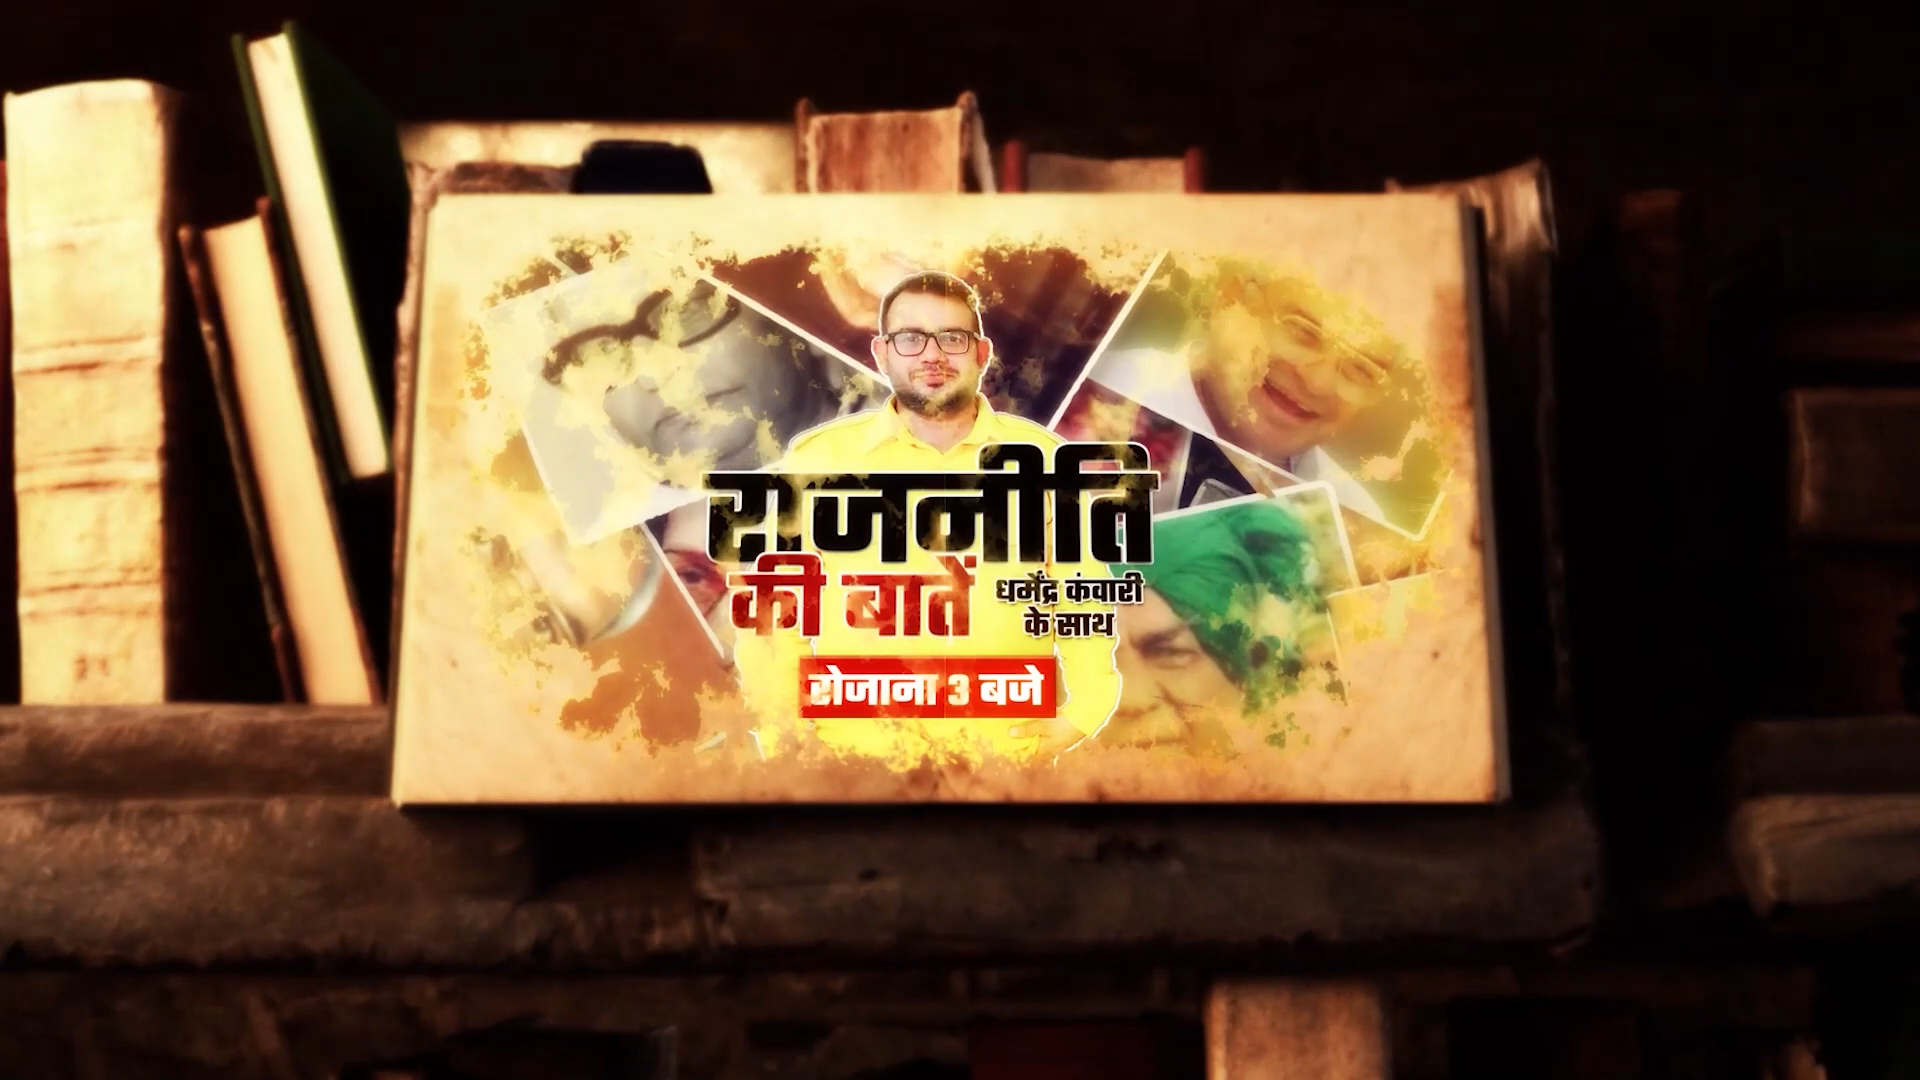 राजनीति
की बातें
धर्मेंद्र कंवारी
के साथ
रोजाना 3 बजे